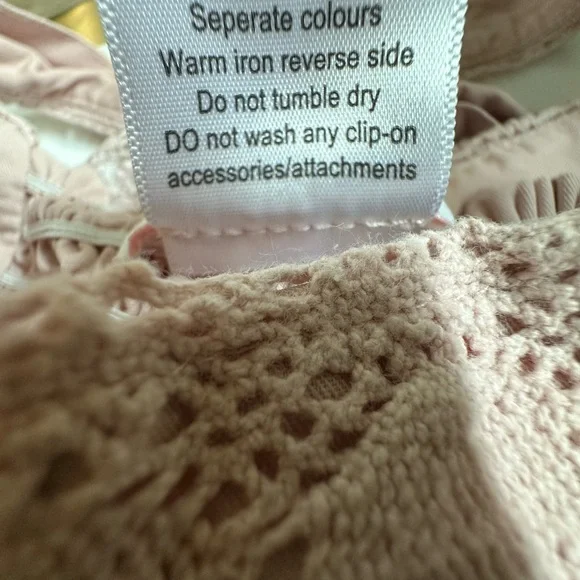 Seperate colours
Warm iron reverse side
Do not tumble dry
DO not wash any clip-on
accessories/attachments